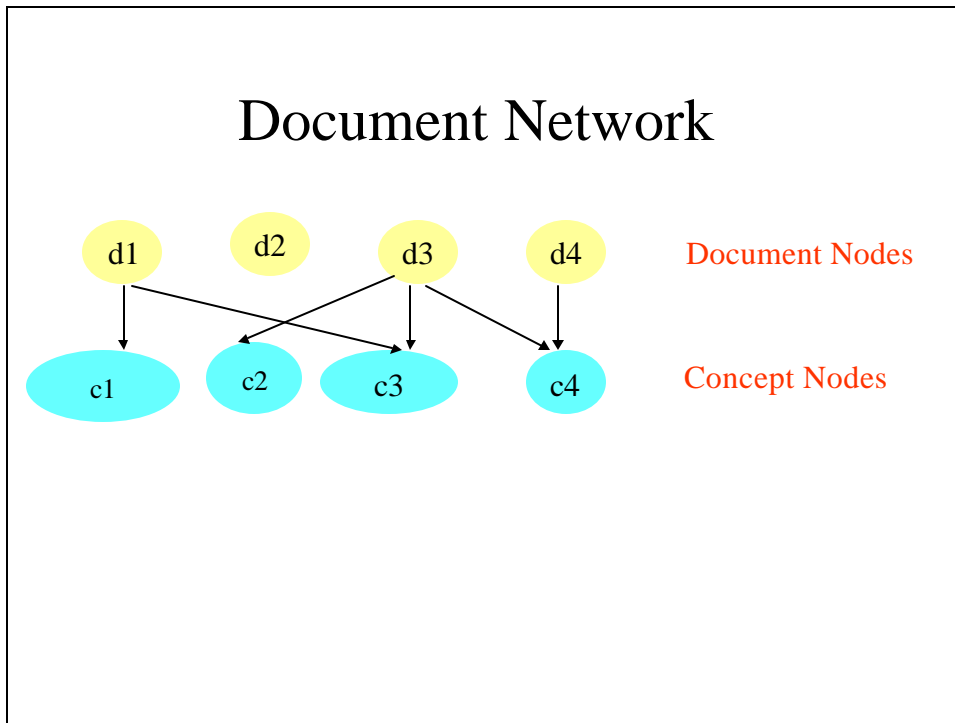 Document Network
d1 d2 d3 d4 Document Nodes
c1 c2 c3 c4 Concept Nodes